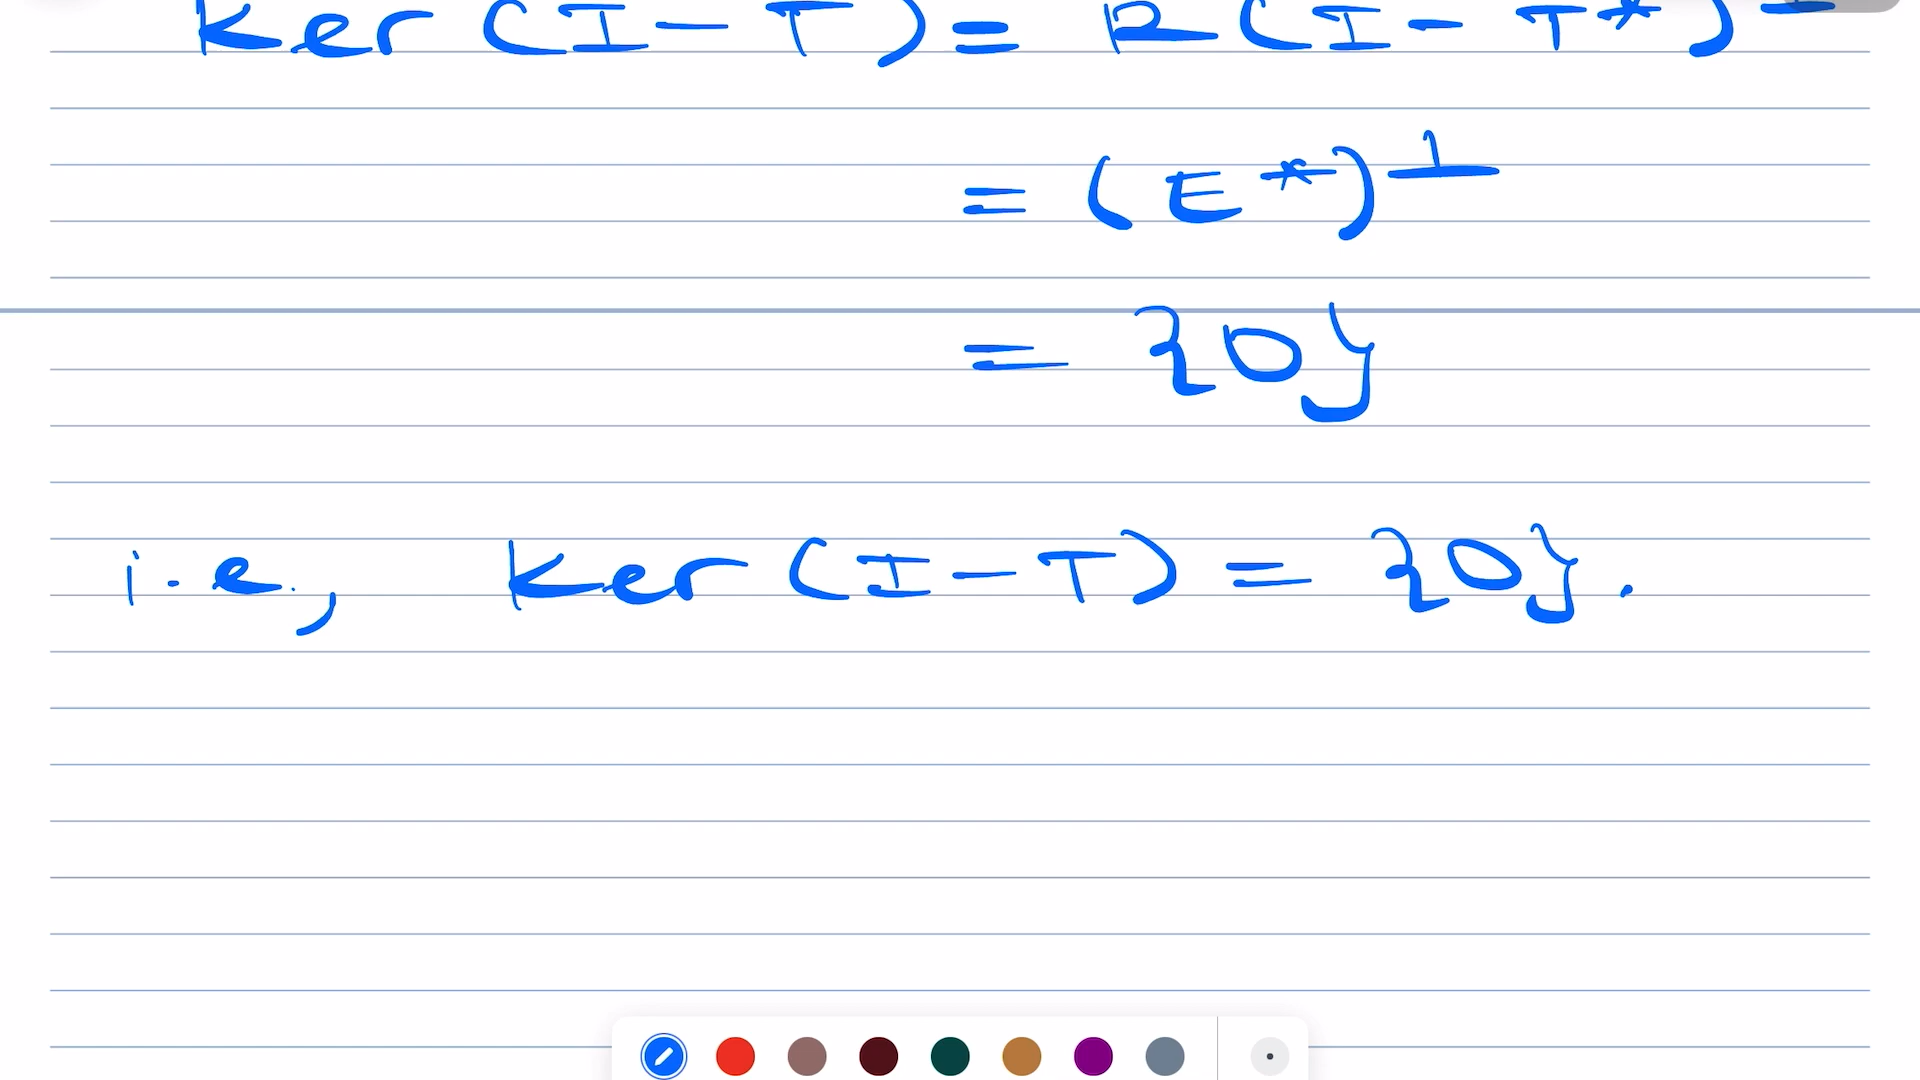 Ker (I - T) = R (I - T*)⊥
= (E*)⊥
= {0}
i.e., Ker (I - T) = {0}.